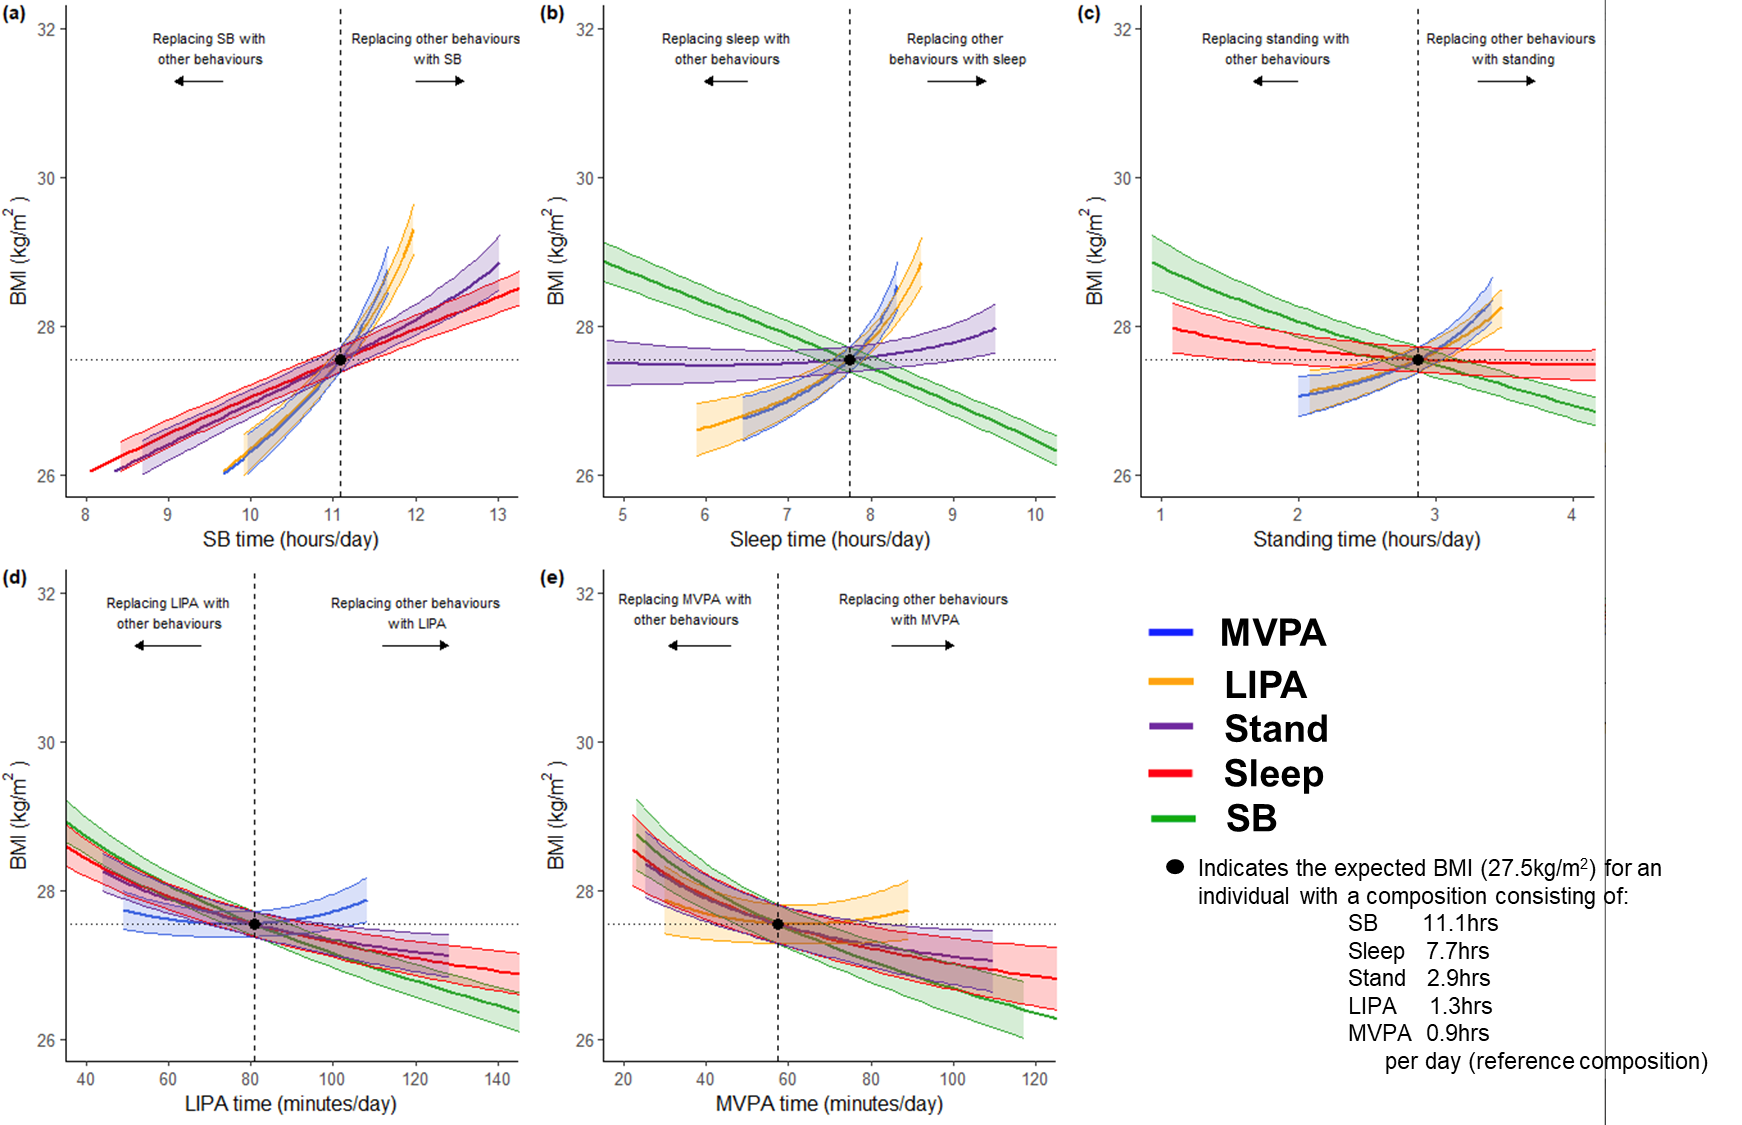 (a)
32
30
28
26
BMI (kg/m²)
Replacing SB with
other behaviours
Replacing other behaviours
with SB
8 9 10 11 12 13
SB time (hours/day)
(b)
32
30
28
26
BMI (kg/m²)
Replacing sleep with
other behaviours
Replacing other
behaviours with sleep
5 6 7 8 9 10
Sleep time (hours/day)
(c)
32
30
28
26
BMI (kg/m²)
Replacing standing with
other behaviours
Replacing other behaviours
with standing
1 2 3 4
Standing time (hours/day)
(d)
32
30
28
26
BMI (kg/m²)
Replacing LIPA with
other behaviours
Replacing other behaviours
with LIPA
40 60 80 100 120 140
LIPA time (minutes/day)
(e)
32
30
28
26
BMI (kg/m²)
Replacing MVPA with
other behaviours
Replacing other behaviours
with MVPA
20 40 60 80 100 120
MVPA time (minutes/day)
MVPA
LIPA
Stand
Sleep
SB
Indicates the expected BMI (27.5kg/m²) for an
individual with a composition consisting of:
SB 11.1hrs
Sleep 7.7hrs
Stand 2.9hrs
LIPA 1.3hrs
MVPA 0.9hrs
per day (reference composition)